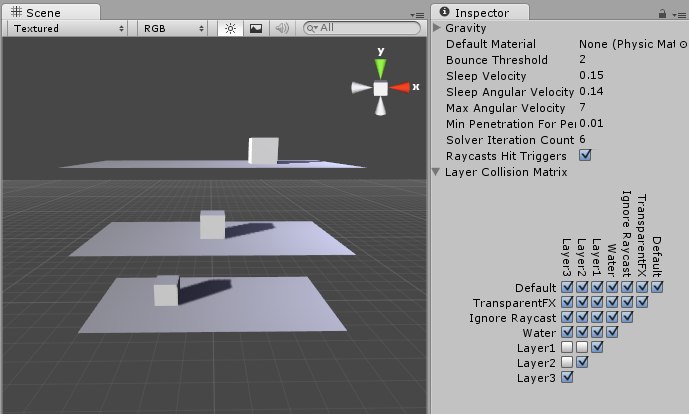 Scene
Textured
RGB
All
y
x
Inspector
Gravity
Default Material None (Physic Mat
Bounce Threshold 2
Sleep Velocity 0.15
Sleep Angular Velocity 0.14
Max Angular Velocity 7
Min Penetration For Per 0.01
Solver Iteration Count 6
Raycasts Hit Triggers
Layer Collision Matrix
Layer3
Layer2
Layer1
Water
Ignore Raycast
TransparentFX
Default
Default
TransparentFX
Ignore Raycast
Water
Layer1
Layer2
Layer3